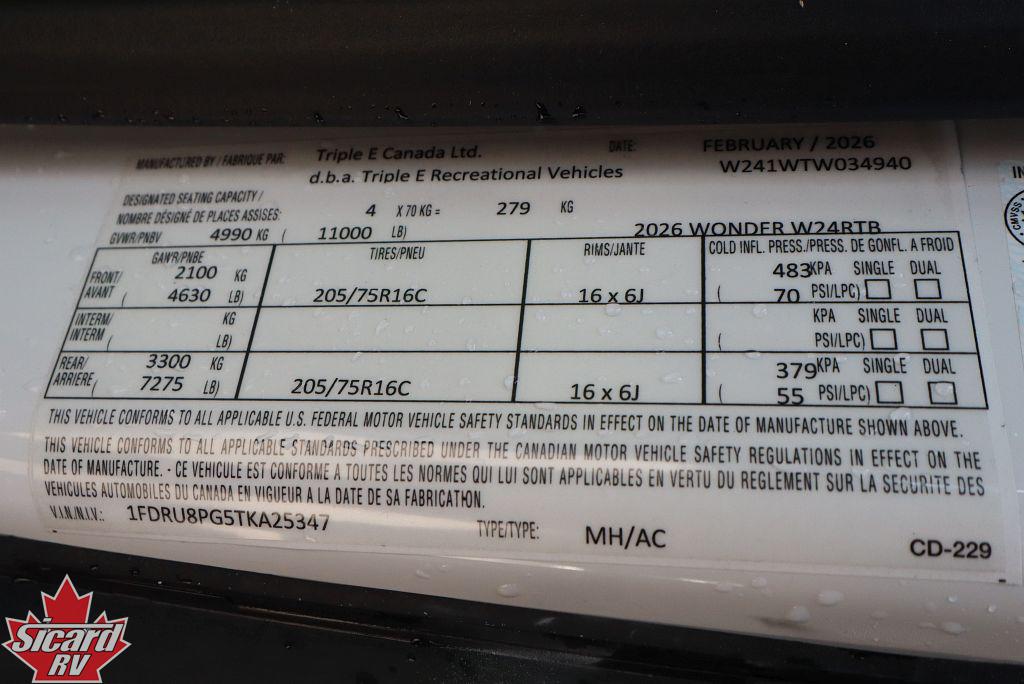 MANUFACTURED BY / FABRIQUE PAR: Triple E Canada Ltd. DATE: FEBRUARY / 2026
d.b.a. Triple E Recreational Vehicles W241WTW034940
DESIGNATED SEATING CAPACITY /
NOMBRE DÉSIGNÉ DE PLACES ASSISES: 4 X 70 KG = 279 KG
GVWR/PNBV 4990 KG ( 11000 LB) 2026 WONDER W24RTB
GAWR/PNBE TIRES/PNEU RIMS/JANTE COLD INFL. PRESS./PRESS. DE GONFL. A FROID
FRONT/ 2100 KG 483 KPA SINGLE DUAL
AVANT ( 4630 LB) 205/75R16C 16 x 6J ( 70 PSI/LPC)
INTERM/ KG KPA SINGLE DUAL
INTERM ( LB) ( PSI/LPC)
REAR/ 3300 KG 379 KPA SINGLE DUAL
ARRIERE ( 7275 LB) 205/75R16C 16 x 6J ( 55 PSI/LPC)
THIS VEHICLE CONFORMS TO ALL APPLICABLE U.S. FEDERAL MOTOR VEHICLE SAFETY STANDARDS IN EFFECT ON THE DATE OF MANUFACTURE SHOWN ABOVE.
THIS VEHICLE CONFORMS TO ALL APPLICABLE STANDARDS PRESCRIBED UNDER THE CANADIAN MOTOR VEHICLE SAFETY REGULATIONS IN EFFECT ON THE
DATE OF MANUFACTURE. - CE VEHICULE EST CONFORME A TOUTES LES NORMES QUI LUI SONT APPLICABLES EN VERTU DU REGLEMENT SUR LA SECURITE DES
VEHICULES AUTOMOBILES DU CANADA EN VIGUEUR A LA DATE DE SA FABRICATION.
V.I.N./N.I.V.: 1FDRU8PG5TKA25347 TYPE/TYPE: MH/AC
CD-229
CMVSS
Sicard
RV